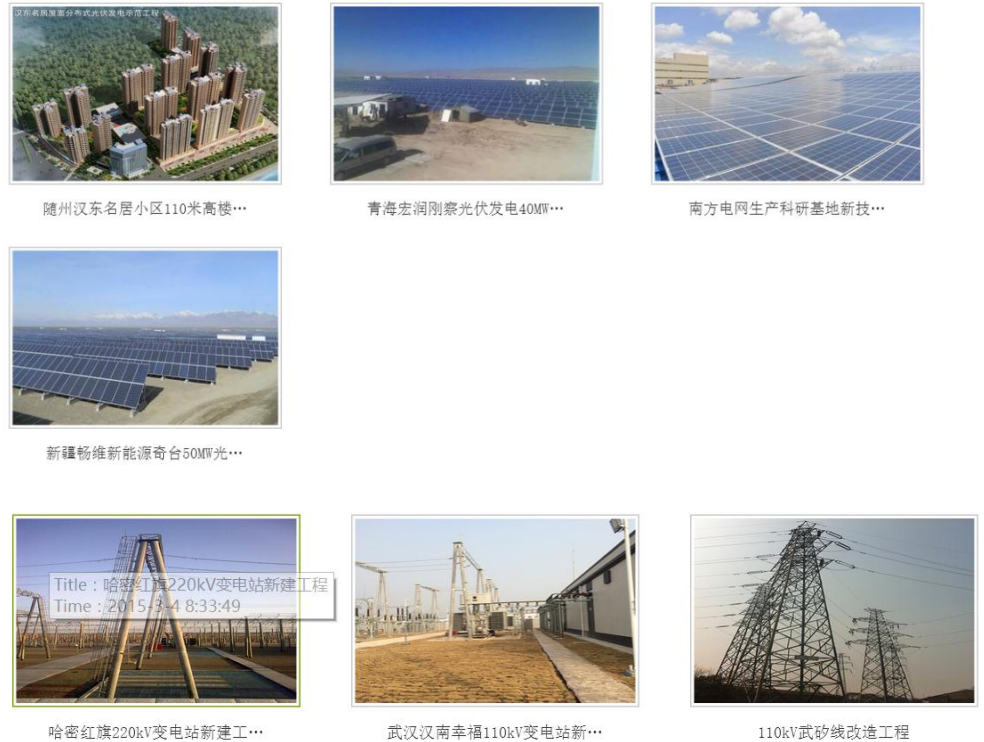 汉东名居屋面分布式光伏发电示范工程
随州汉东名居小区110米高楼…
青海宏润刚察光伏发电40MW…
南方电网生产科研基地新技…
新疆畅维新能源奇台50MW光…
Title：哈密红旗220kV变电站新建工程
Time：2015-3-4 8:33:49
哈密红旗220kV变电站新建工…
武汉汉南幸福110kV变电站新…
110kV武矽线改造工程